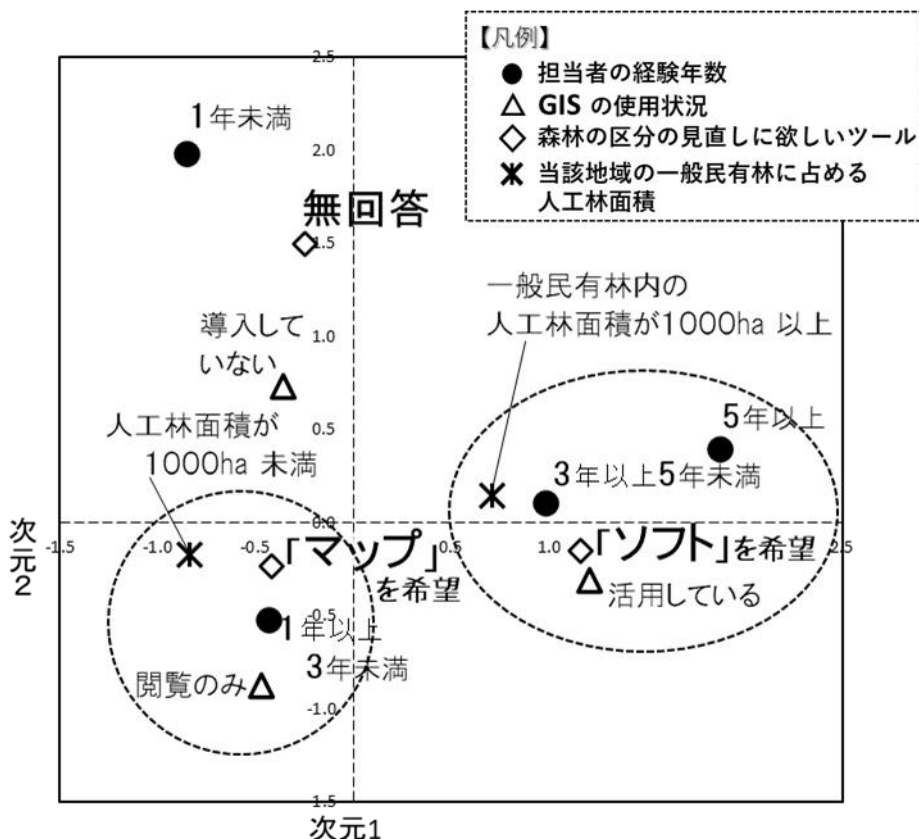 【凡例】
担当者の経験年数
GIS の使用状況
森林の区分の見直しに欲しいツール
当該地域の一般民有林に占める
人工林面積
2.5
1年未満
2.0
無回答
1.5
一般民有林内の
人工林面積が1000ha 以上
導入して
いない
1.0
人工林面積が
1000ha 未満
0.5
5年以上
3年以上5年未満
0.0
-1.5
-1.0
-0.5
0.5
1.0
2.5
次元2
「マップ」
を希望
「ソフト」を希望
活用している
-0.5
1年以上
3年未満
閲覧のみ
-1.0
1.5
次元1